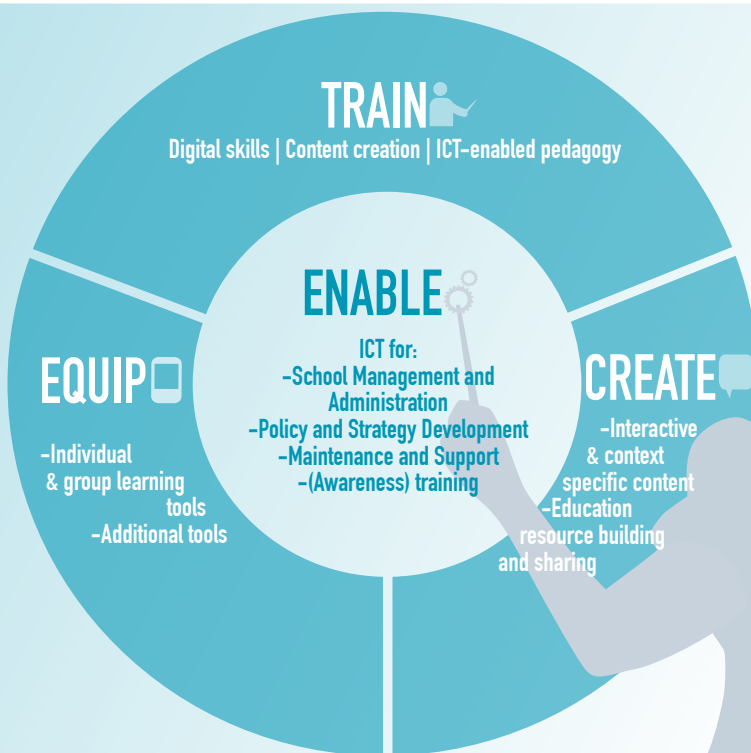 TRAIN
Digital skills | Content creation | ICT-enabled pedagogy
ENABLE
ICT for:
-School Management and
Administration
-Policy and Strategy Development
-Maintenance and Support
-(Awareness) training
EQUIP
-Individual
& group learning
tools
-Additional tools
CREATE
-Interactive
& context
specific content
-Education
resource building
and sharing